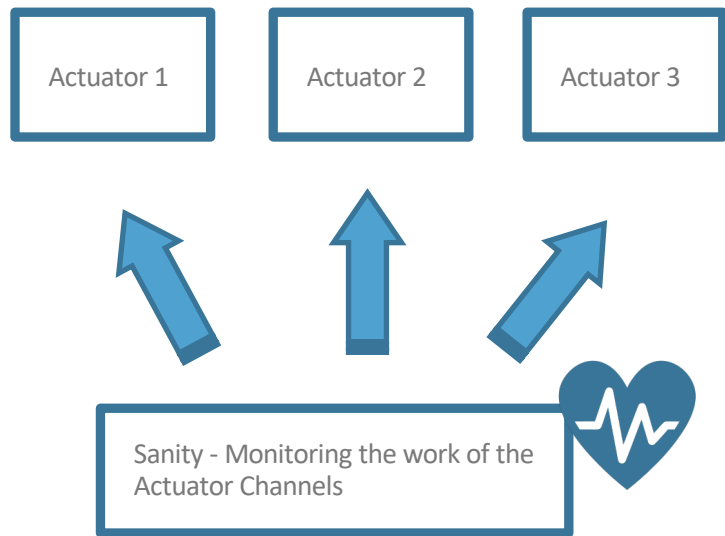 Actuator 1
Actuator 2
Actuator 3
Sanity - Monitoring the work of the
Actuator Channels